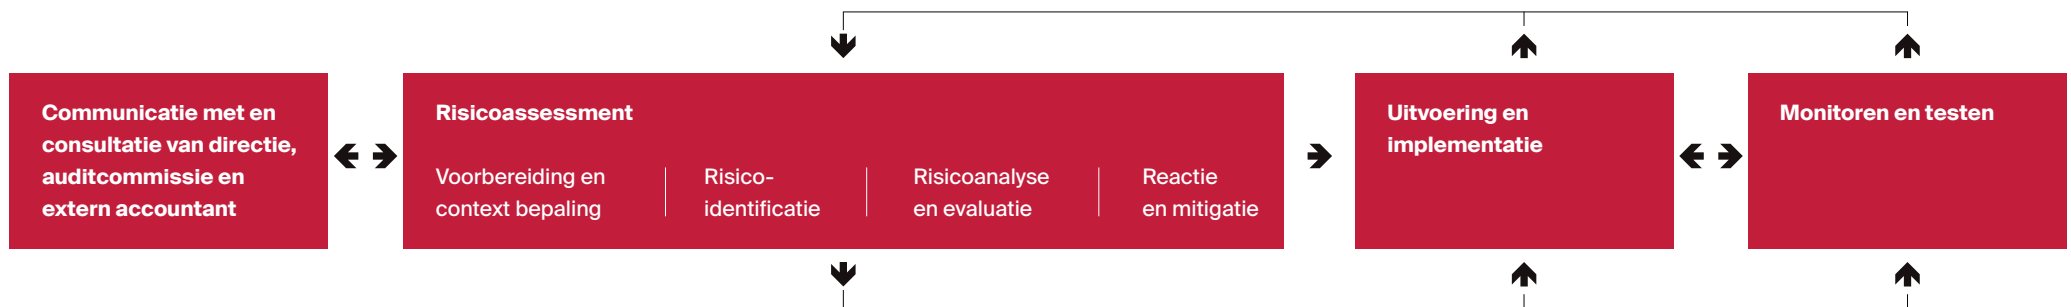 Communicatie met en
consultatie van directie,
auditcommissie en
extern accountant
Risicoassessment
Voorbereiding en
context bepaling
Risico-
identificatie
Risicoanalyse
en evaluatie
Reactie
en mitigatie
Uitvoering en
implementatie
Monitoren en testen